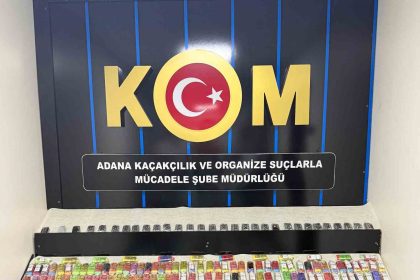 KOM
ADANA KAÇAKÇILIK VE ORGANİZE SUÇLARLA
MÜCADELE ŞUBE MÜDÜRLÜĞÜ